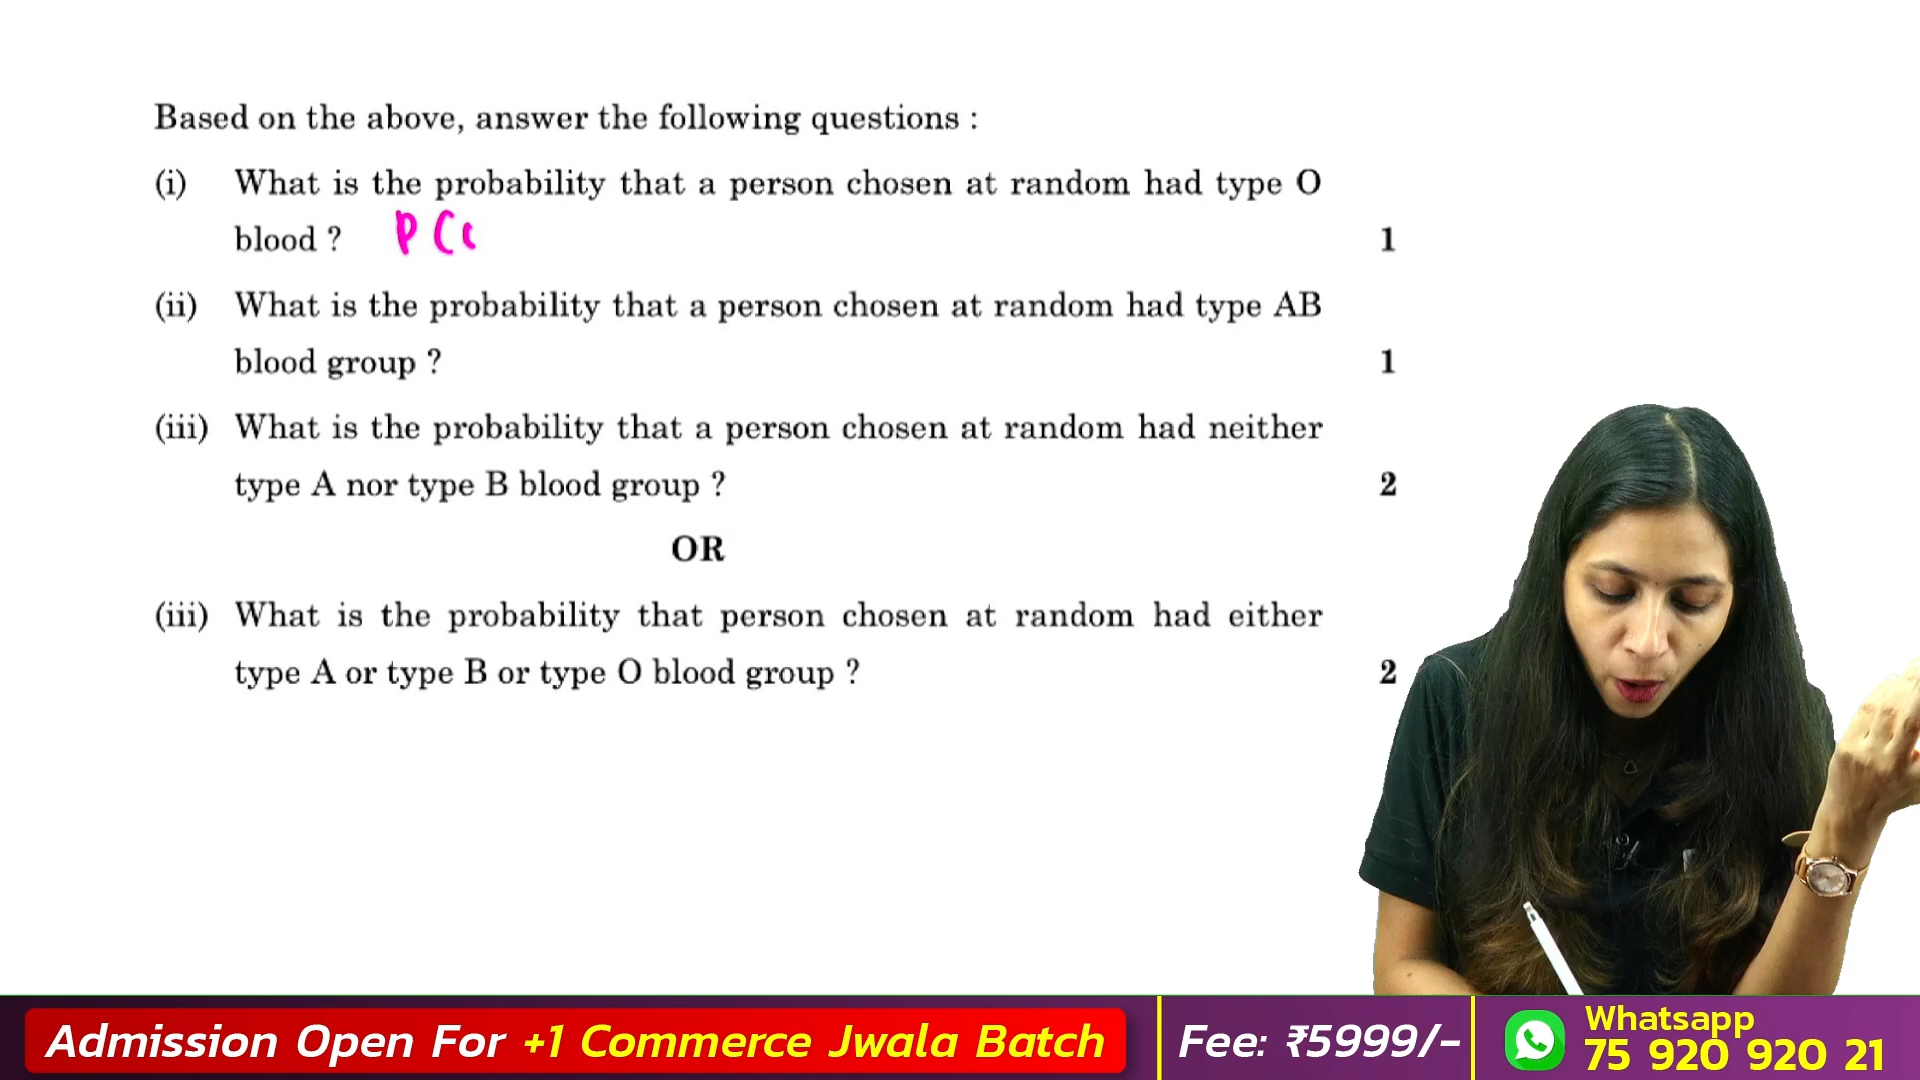 Based on the above, answer the following questions :
(i) What is the probability that a person chosen at random had type O
blood ? P(
1
(ii) What is the probability that a person chosen at random had type AB
blood group ?
1
(iii) What is the probability that a person chosen at random had neither
type A nor type B blood group ?
2
OR
(iii) What is the probability that person chosen at random had either
type A or type B or type O blood group ?
2
Admission Open For +1 Commerce Jwala Batch
Fee: ₹5999/-
Whatsapp
75 920 920 21